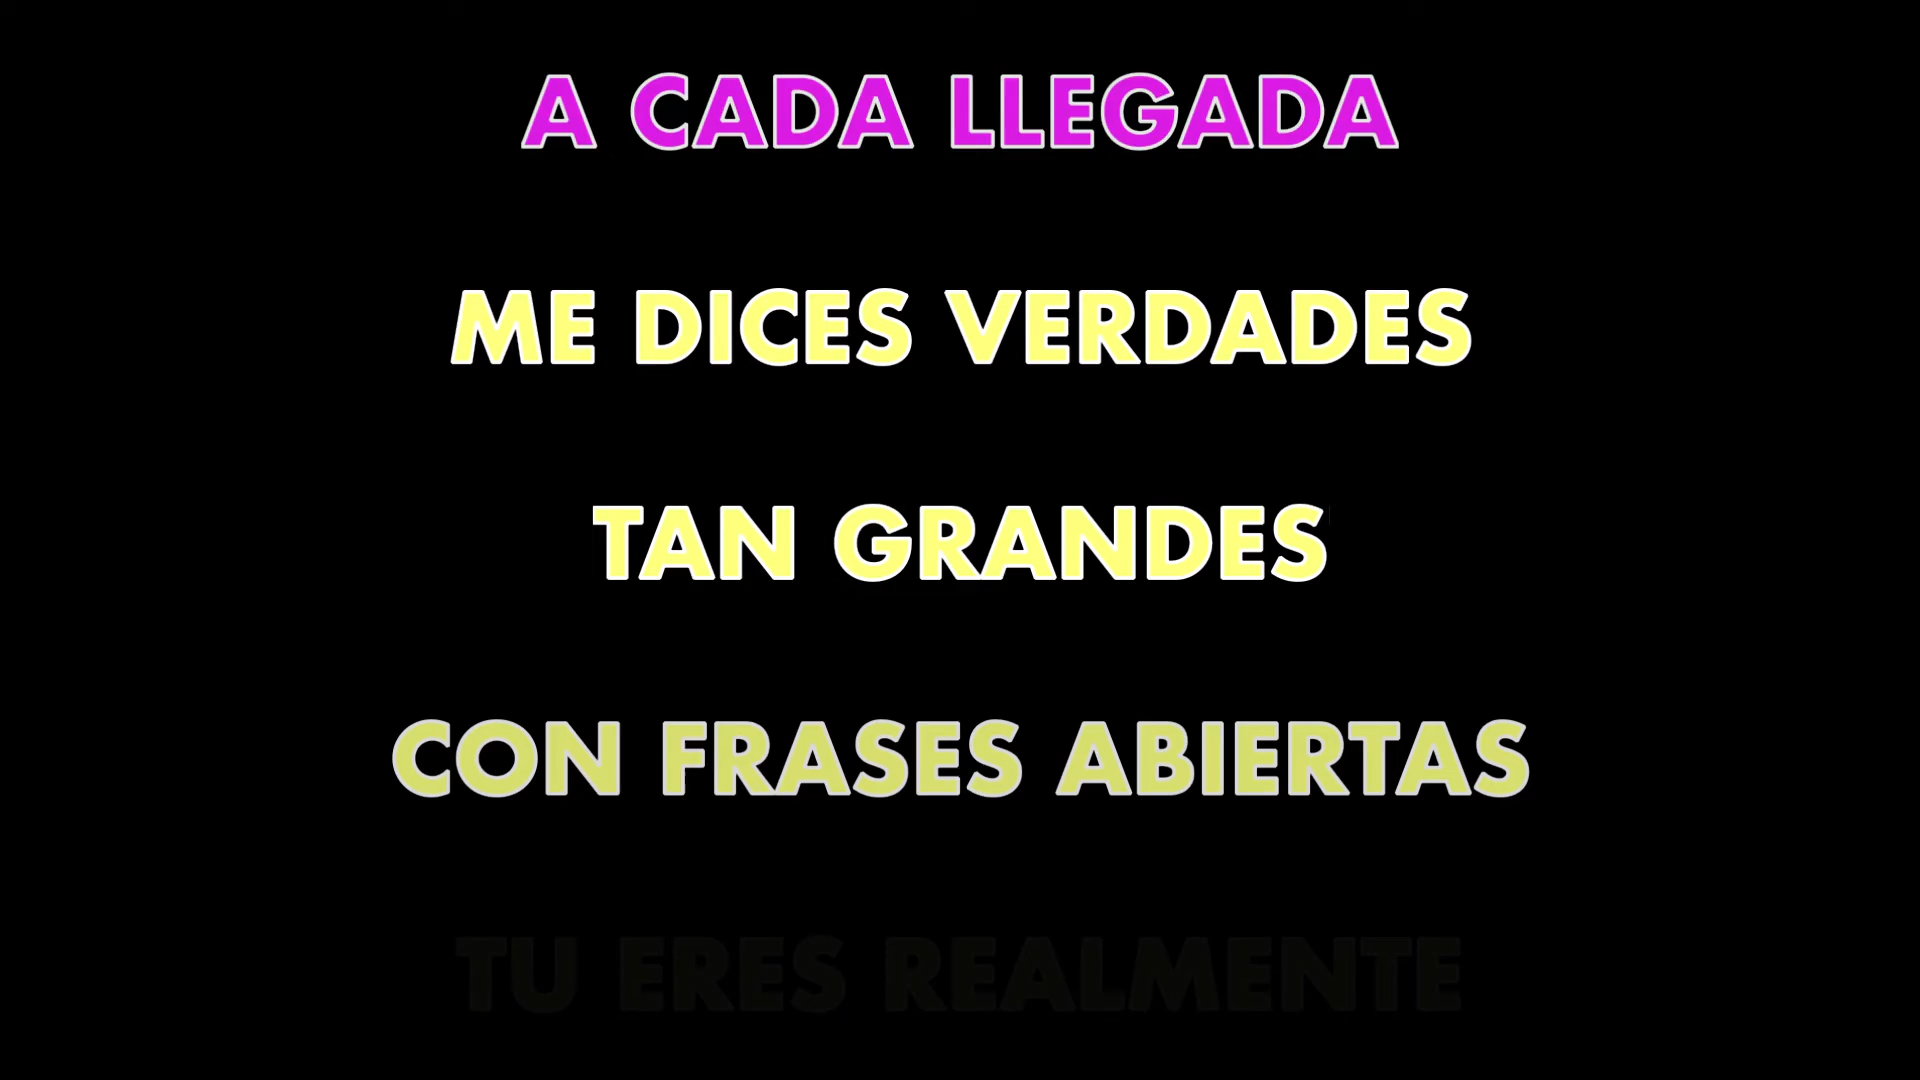 A CADA LLEGADA
ME DICES VERDADES
TAN GRANDES
CON FRASES ABIERTAS
TU ERES REALMENTE